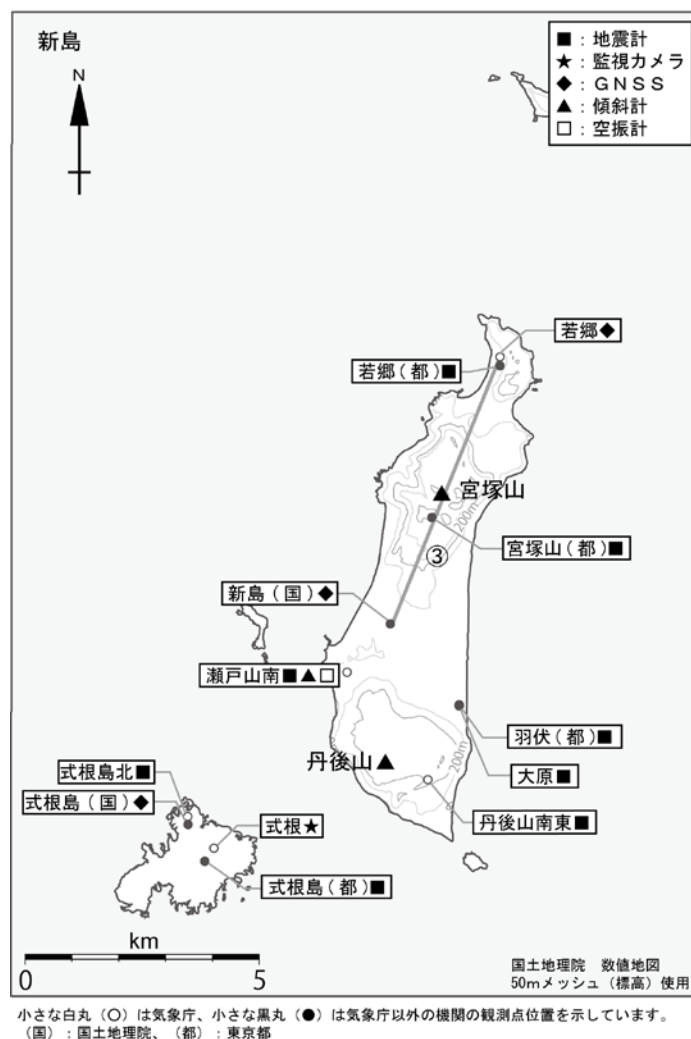 新島
■：地震計
★：監視カメラ
◆：GNSS
▲：傾斜計
□：空振計
N
若郷◆
若郷（都）■
宮塚山
200m
宮塚山（都）■
③
新島（国）◆
瀬戸山南■▲□
羽伏（都）■
200m
丹後山
大原■
式根島北■
式根島（国）◆
式根★
丹後山南東■
式根島（都）■
km
0 5
国土地理院　数値地図
50mメッシュ（標高）使用
小さな白丸（○）は気象庁、小さな黒丸（●）は気象庁以外の機関の観測点位置を示しています。
（国）：国土地理院、（都）：東京都